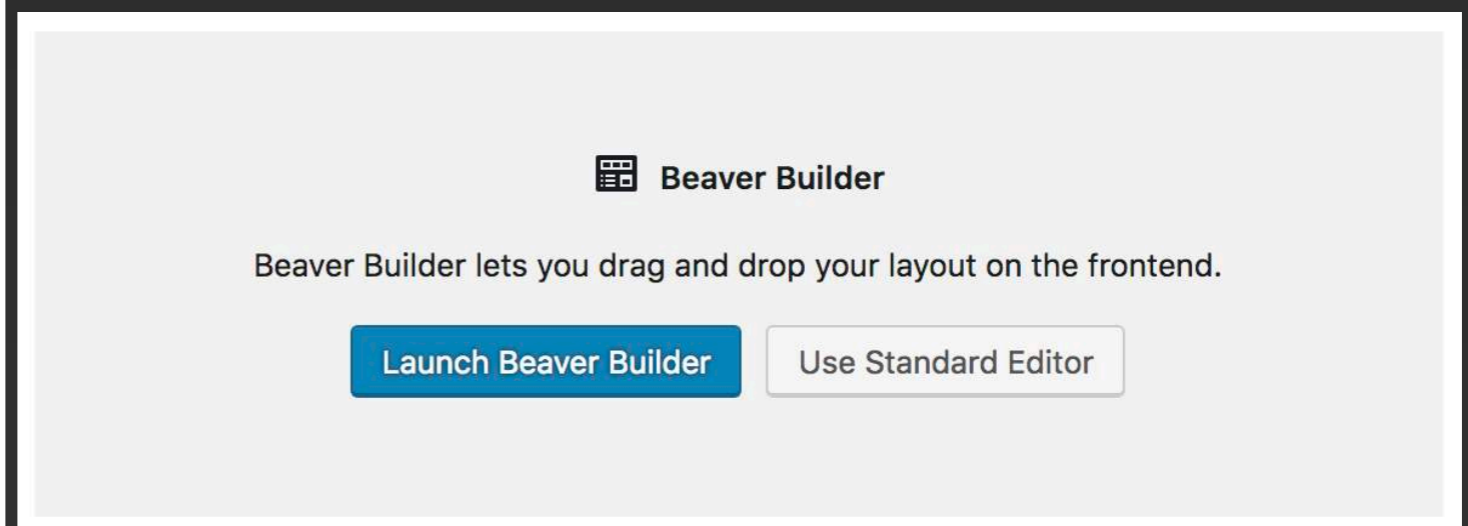 Beaver Builder
Beaver Builder lets you drag and drop your layout on the frontend.
Launch Beaver Builder Use Standard Editor